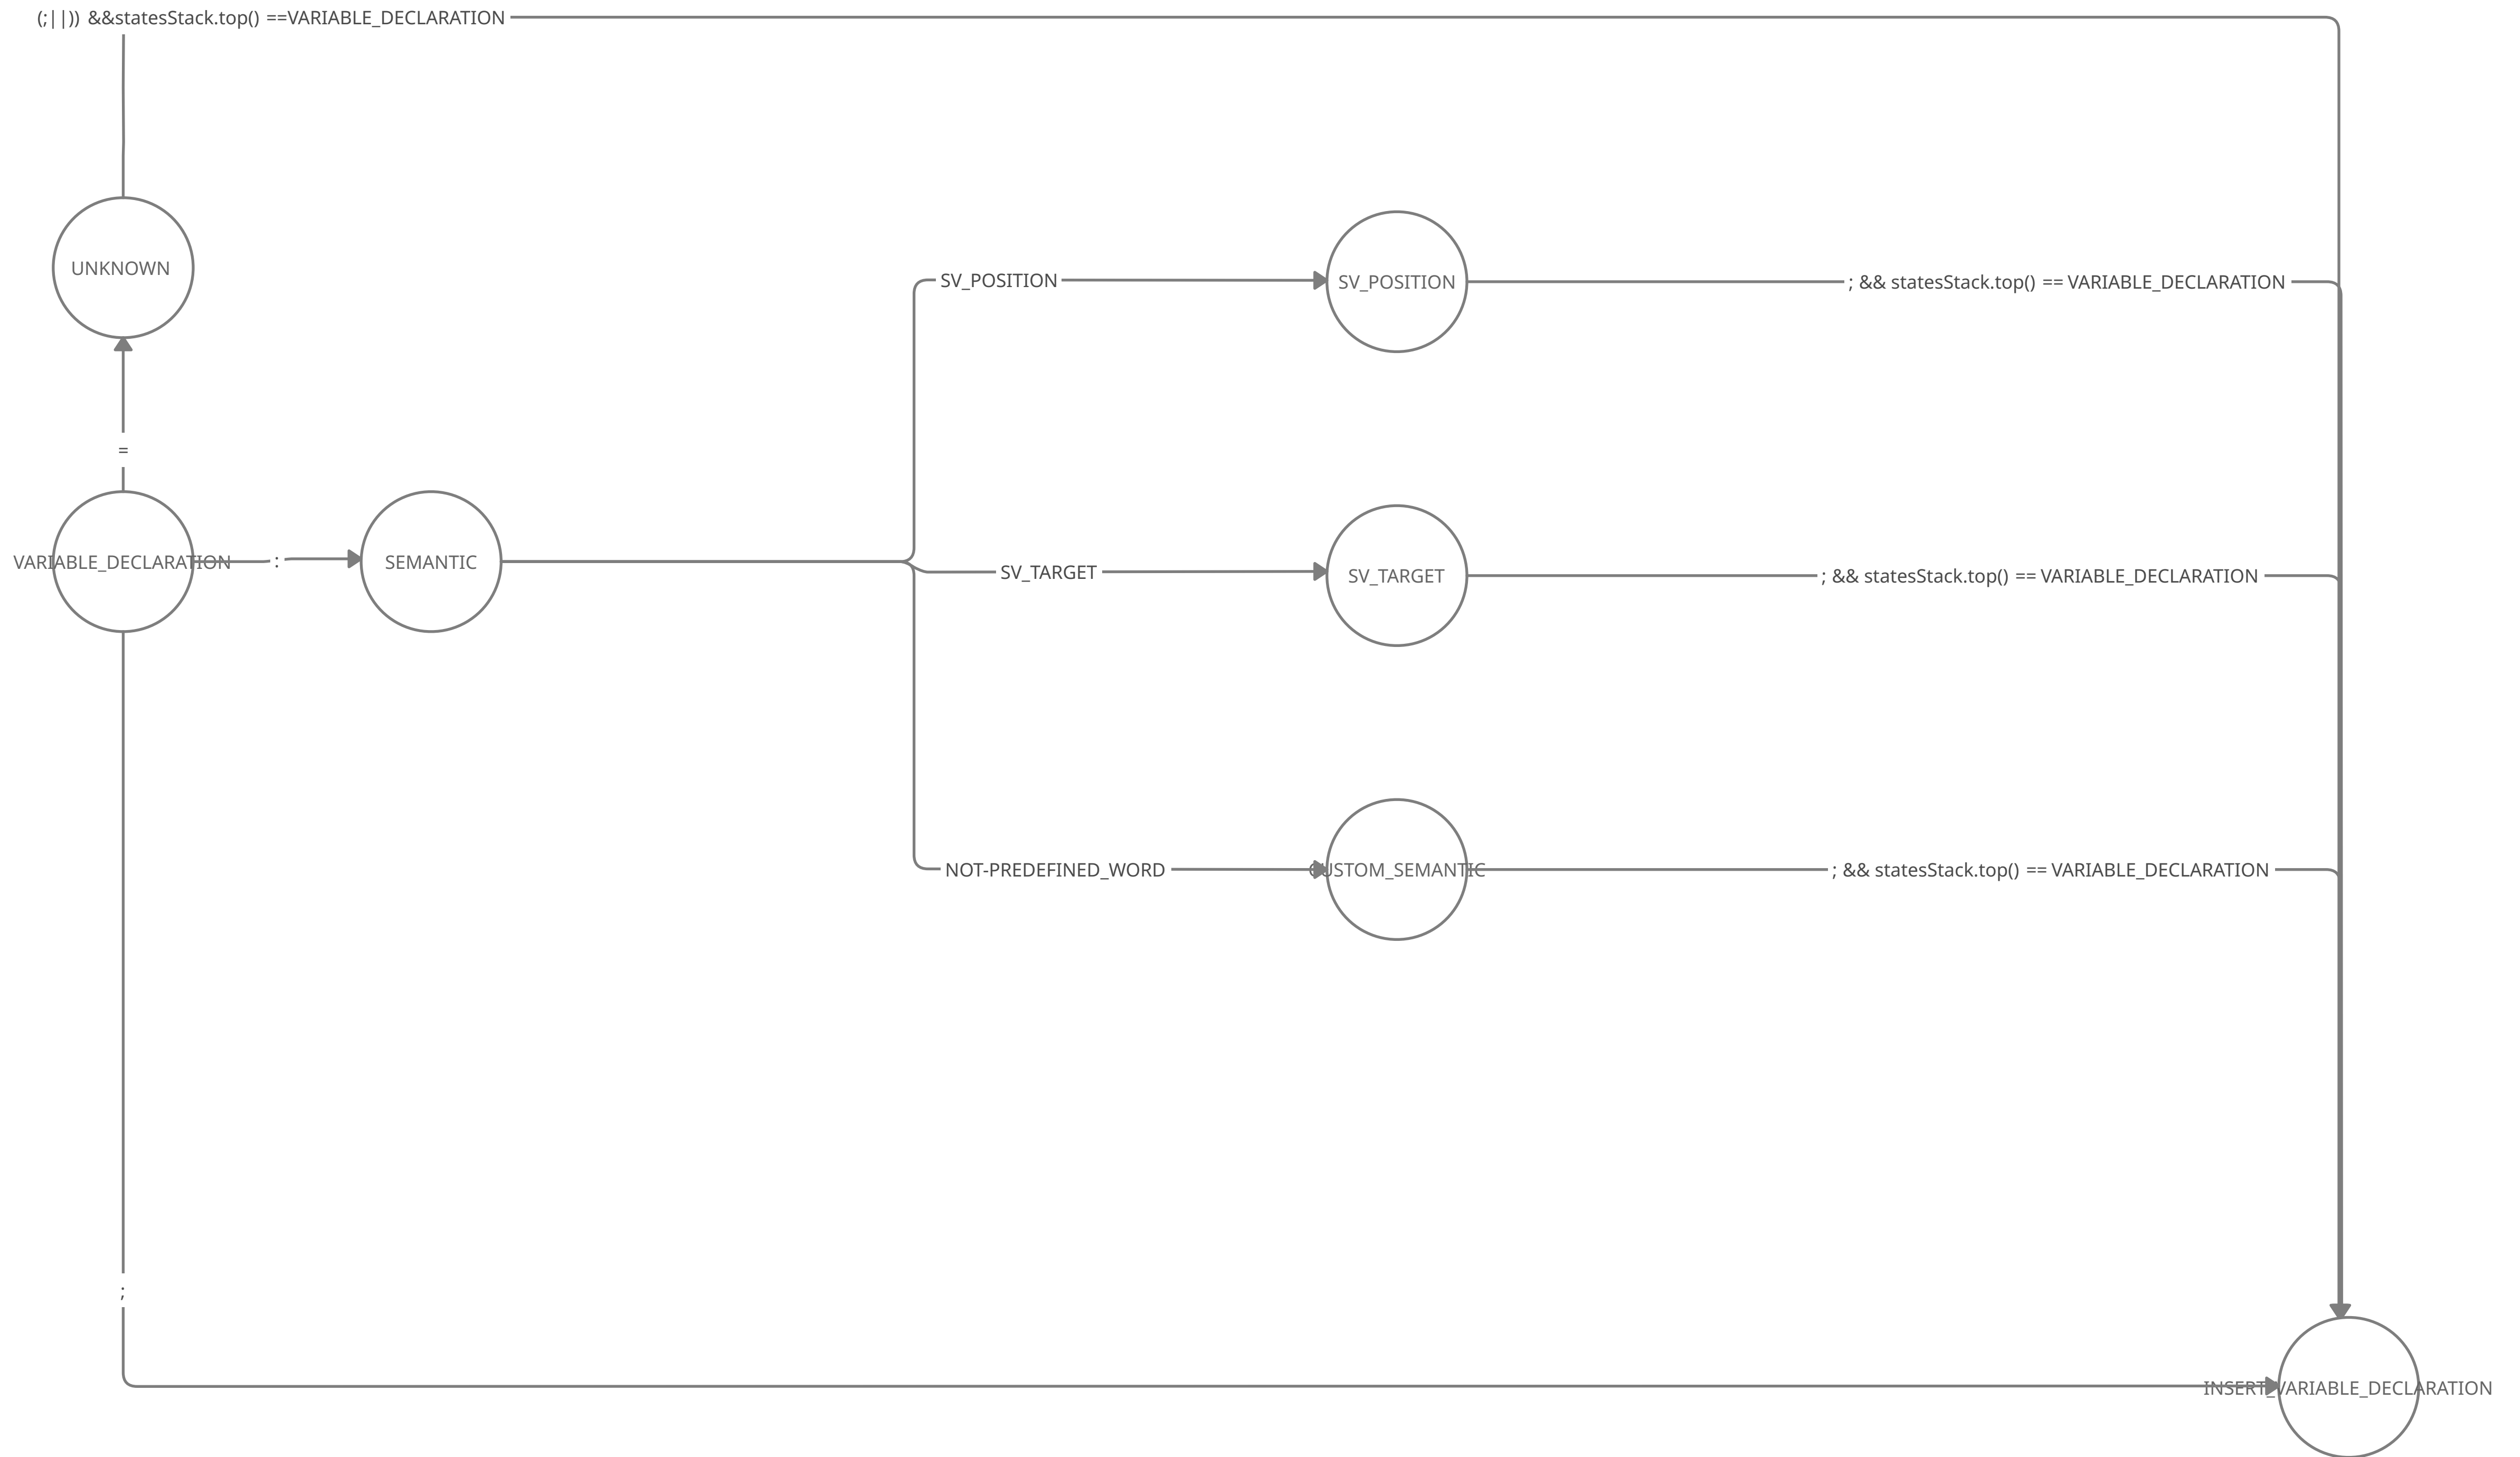 (;||)) &&statesStack.top() ==VARIABLE_DECLARATION
UNKNOWN
SV_POSITION
SV_POSITION
; && statesStack.top() == VARIABLE_DECLARATION
=
VARIABLE_DECLARATION
:
SEMANTIC
SV_TARGET
SV_TARGET
; && statesStack.top() == VARIABLE_DECLARATION
NOT-PREDEFINED_WORD
CUSTOM_SEMANTIC
; && statesStack.top() == VARIABLE_DECLARATION
;
INSERT_VARIABLE_DECLARATION